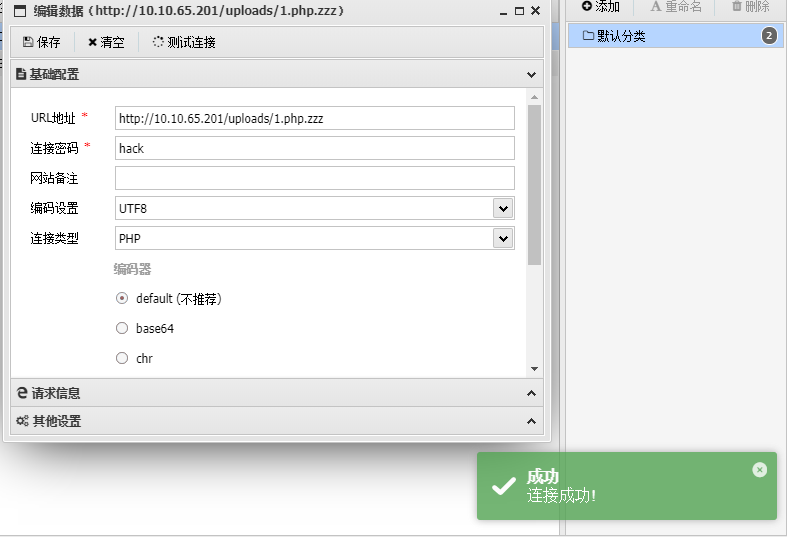 编辑数据 (http://10.10.65.201/uploads/1.php.zzz)
保存 清空 测试连接
添加 重命名 删除
默认分类 2
基础配置
URL地址 * http://10.10.65.201/uploads/1.php.zzz
连接密码 * hack
网站备注
编码设置 UTF8
连接类型 PHP
编码器
default (不推荐)
base64
chr
请求信息
其他设置
成功
连接成功!